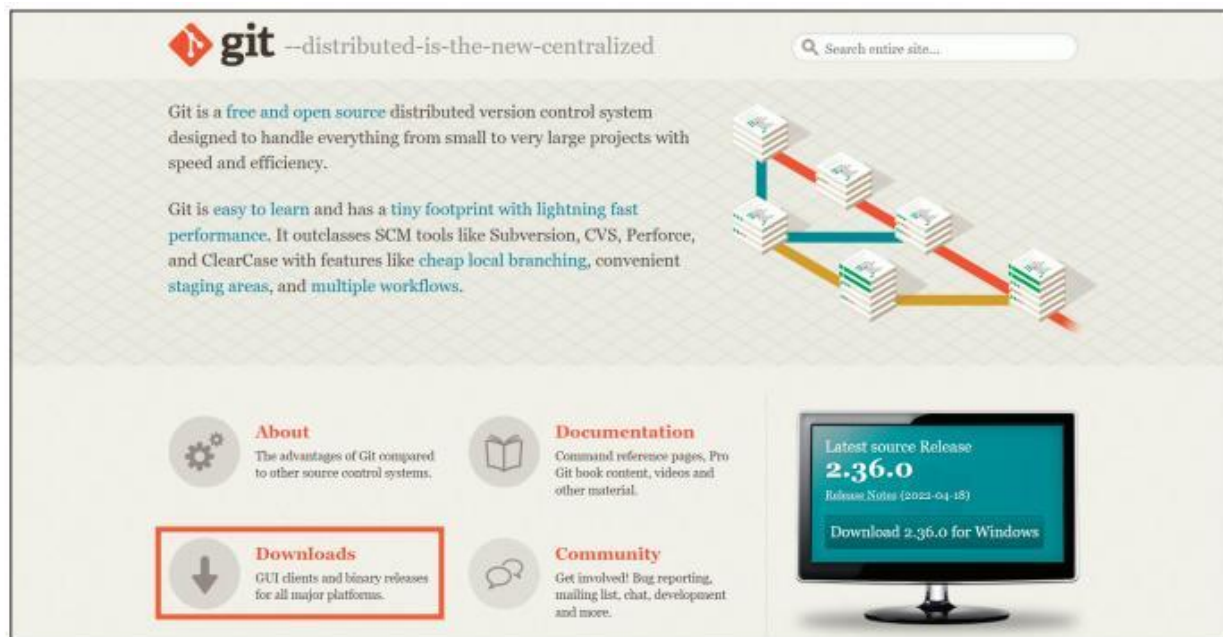 git --distributed-is-the-new-centralized
Search entire site...
Git is a free and open source distributed version control system
designed to handle everything from small to very large projects with
speed and efficiency.
Git is easy to learn and has a tiny footprint with lightning fast
performance. It outclasses SCM tools like Subversion, CVS, Perforce,
and ClearCase with features like cheap local branching, convenient
staging areas, and multiple workflows.
About
The advantages of Git compared
to other source control systems.
Documentation
Command reference pages, Pro
Git book content, videos and
other material.
Downloads
GUI clients and binary releases
for all major platforms.
Community
Get involved! Bug reporting,
mailing list, chat, development
and more.
Latest source Release
2.36.0
Release Notes (2022-04-18)
Download 2.36.0 for Windows